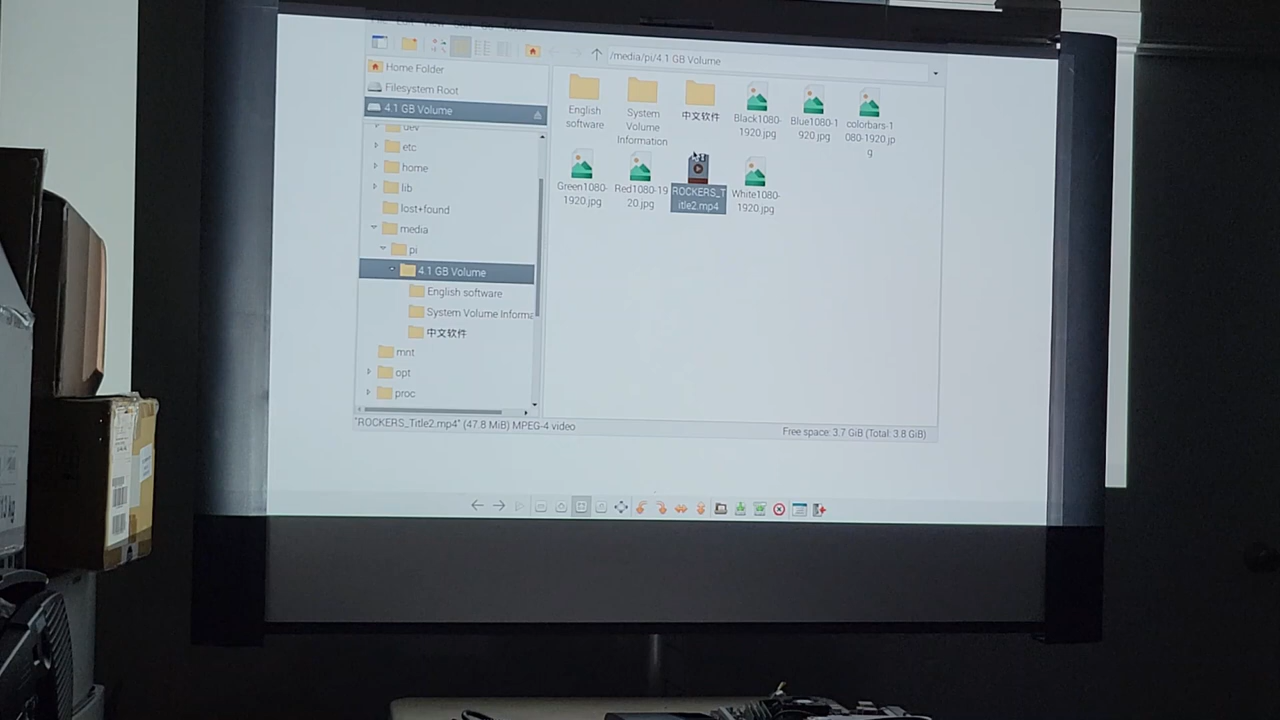 /media/pi/4.1 GB Volume
Home Folder
Filesystem Root
4.1 GB Volume
dev
etc
home
lib
lost+found
media
pi
4.1 GB Volume
English software
System Volume Informa
中文软件
mnt
opt
proc
English
software
System
Volume
Information
中文软件
Black1080-
1920.jpg
Blue1080-1
920.jpg
colorbars-1
080-1920.jp
g
Green1080-
1920.jpg
Red1080-19
20.jpg
ROCKERS_T
itle2.mp4
White1080-
1920.jpg
"ROCKERS_Title2.mp4" (47.8 MiB) MPEG-4 video
Free space: 3.7 GiB (Total: 3.8 GiB)